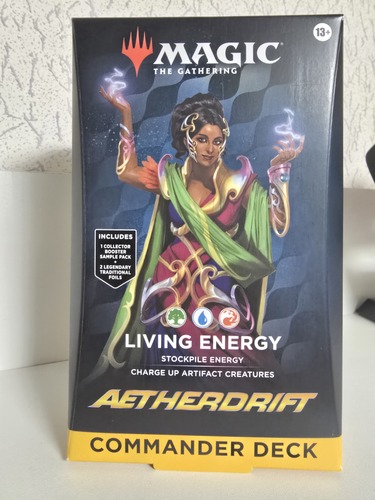 MAGIC
THE GATHERING
13+
INCLUDES
1 COLLECTOR
BOOSTER
SAMPLE PACK
+
2 LEGENDARY
TRADITIONAL
FOILS
LIVING ENERGY
STOCKPILE ENERGY
CHARGE UP ARTIFACT CREATURES
AETHERDRIFT
COMMANDER DECK